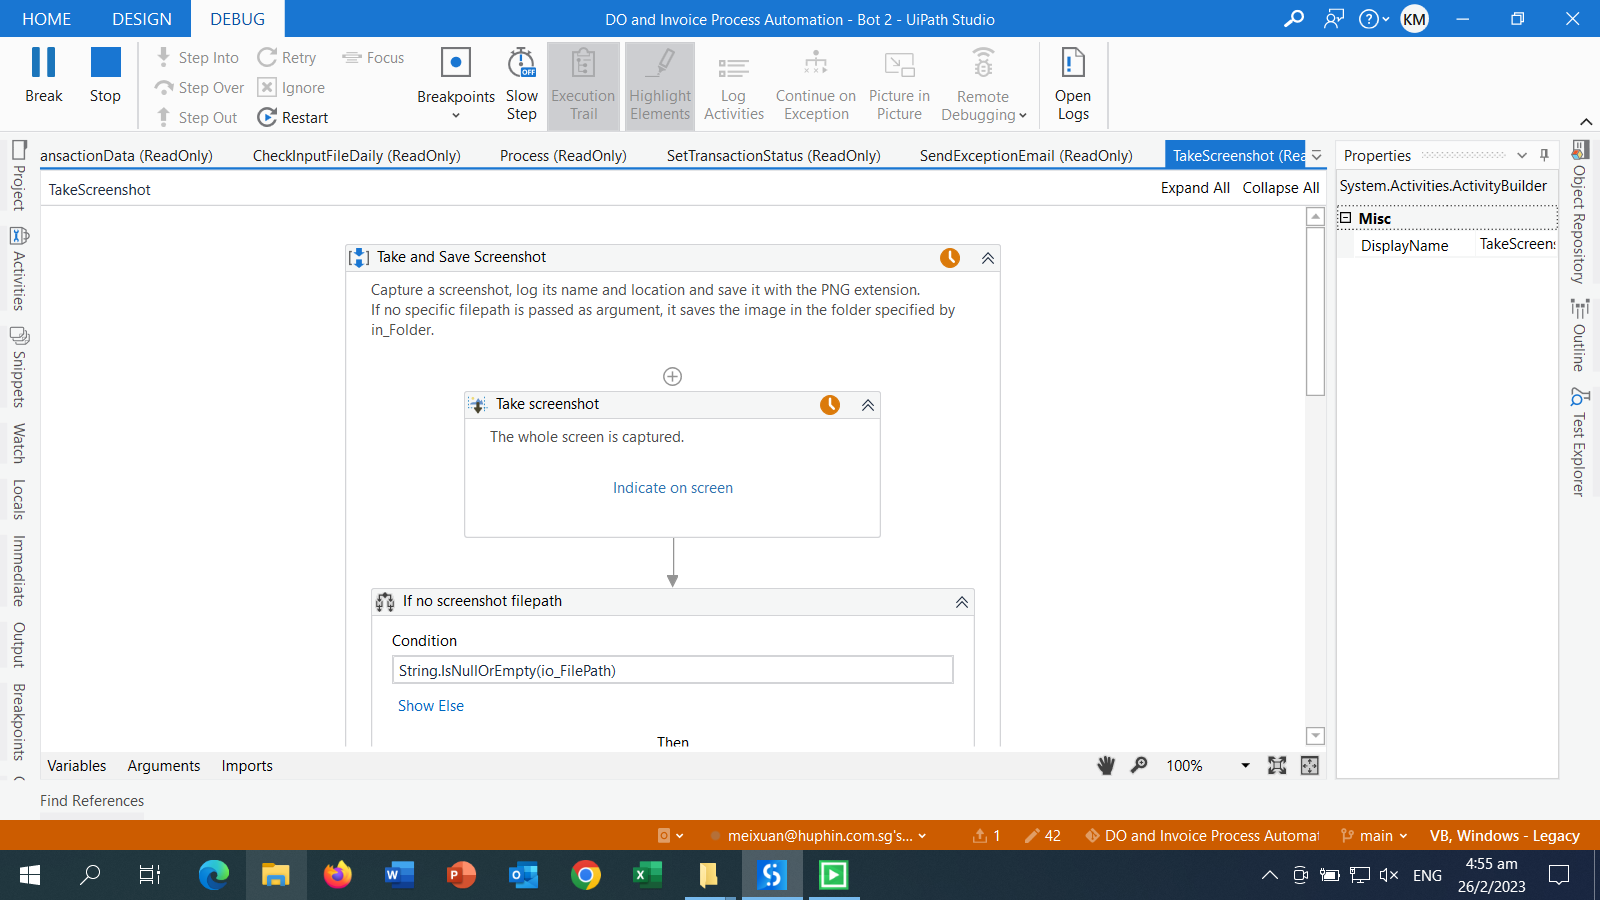 HOME DESIGN DEBUG DO and Invoice Process Automation - Bot 2 - UiPath Studio KM
Break
Stop
Step Into
Step Over
Step Out
Retry
Ignore
Restart
Focus
Breakpoints
Slow Step
Execution Trail
Highlight Elements
Log Activities
Continue on Exception
Picture in Picture
Remote Debugging
Open Logs
ansactionData (ReadOnly) CheckInputFileDaily (ReadOnly) Process (ReadOnly) SetTransactionStatus (ReadOnly) SendExceptionEmail (ReadOnly) TakeScreenshot (Rea
TakeScreenshot Expand All Collapse All
Project
Activities
Snippets
Watch
Locals
Immediate
Output
Breakpoints
Take and Save Screenshot
Capture a screenshot, log its name and location and save it with the PNG extension.
If no specific filepath is passed as argument, it saves the image in the folder specified by
in_Folder.
Take screenshot
The whole screen is captured.
Indicate on screen
If no screenshot filepath
Condition
String.IsNullOrEmpty(io_FilePath)
Show Else
Then
Variables Arguments Imports 100%
Find References
Properties
System.Activities.ActivityBuilder
Misc
DisplayName TakeScreens
Object Repository
Outline
Test Explorer
meixuan@huphin.com.sg's... 1 42 DO and Invoice Process Automat main VB, Windows - Legacy
ENG
4:55 am
26/2/2023